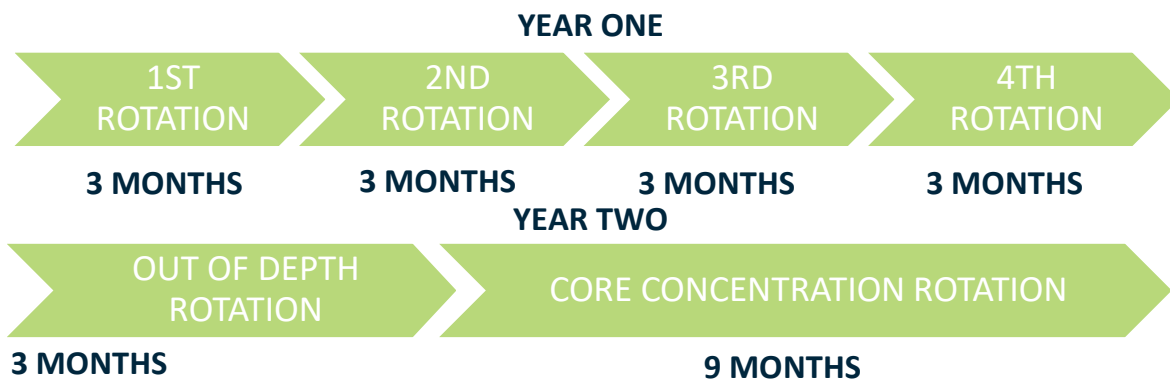 YEAR ONE
1ST
ROTATION
2ND
ROTATION
3RD
ROTATION
4TH
ROTATION
3 MONTHS
3 MONTHS
3 MONTHS
3 MONTHS
YEAR TWO
OUT OF DEPTH
ROTATION
CORE CONCENTRATION ROTATION
3 MONTHS
9 MONTHS